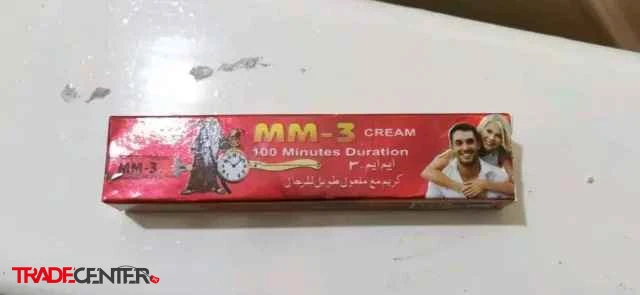 MM-3 CREAM
100 Minutes Duration
ايم ايم.٣
كريم مع مفعول طويل للرجال
MM-3
TRADECENTER